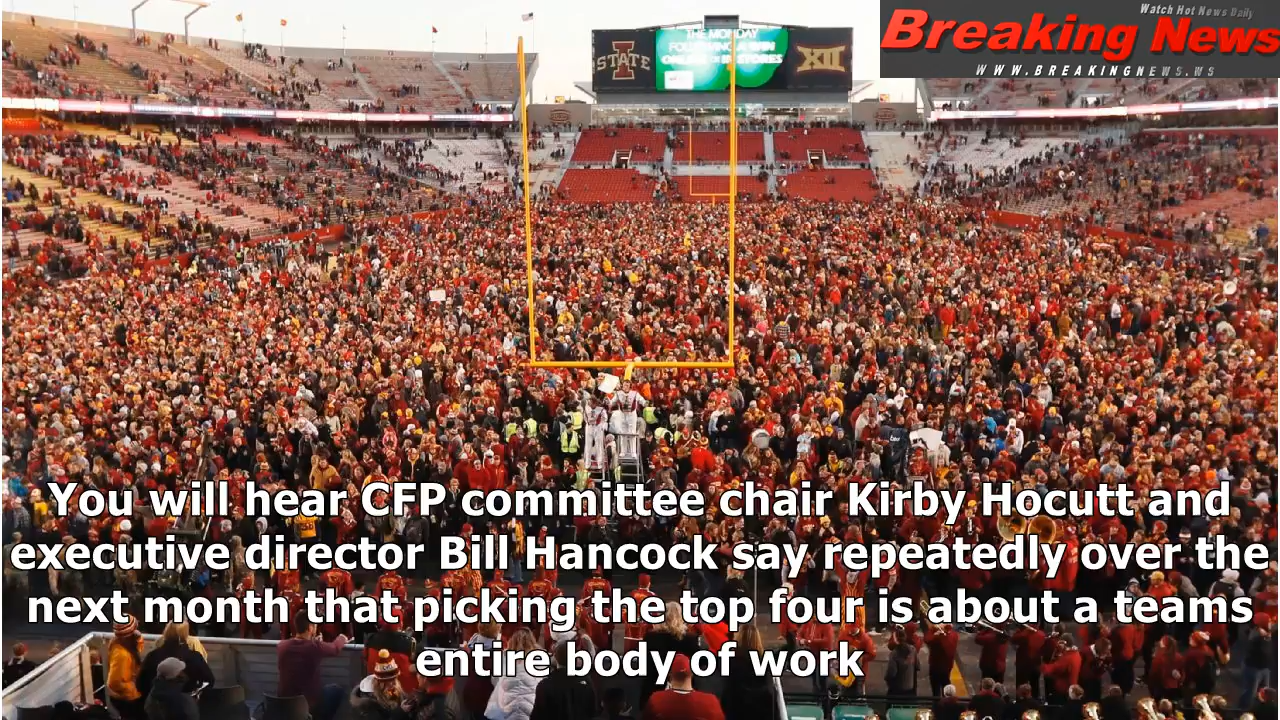 Watch Hot News Daily
Breaking News
WWW.BREAKINGNEWS.WS
THE MONDAY
STATE
XII
You will hear CFP committee chair Kirby Hocutt and
executive director Bill Hancock say repeatedly over the
next month that picking the top four is about a teams
entire body of work